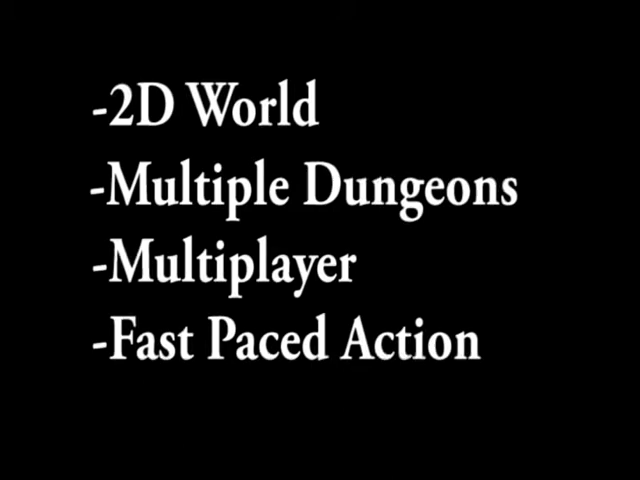 -2D World
-Multiple Dungeons
-Multiplayer
-Fast Paced Action